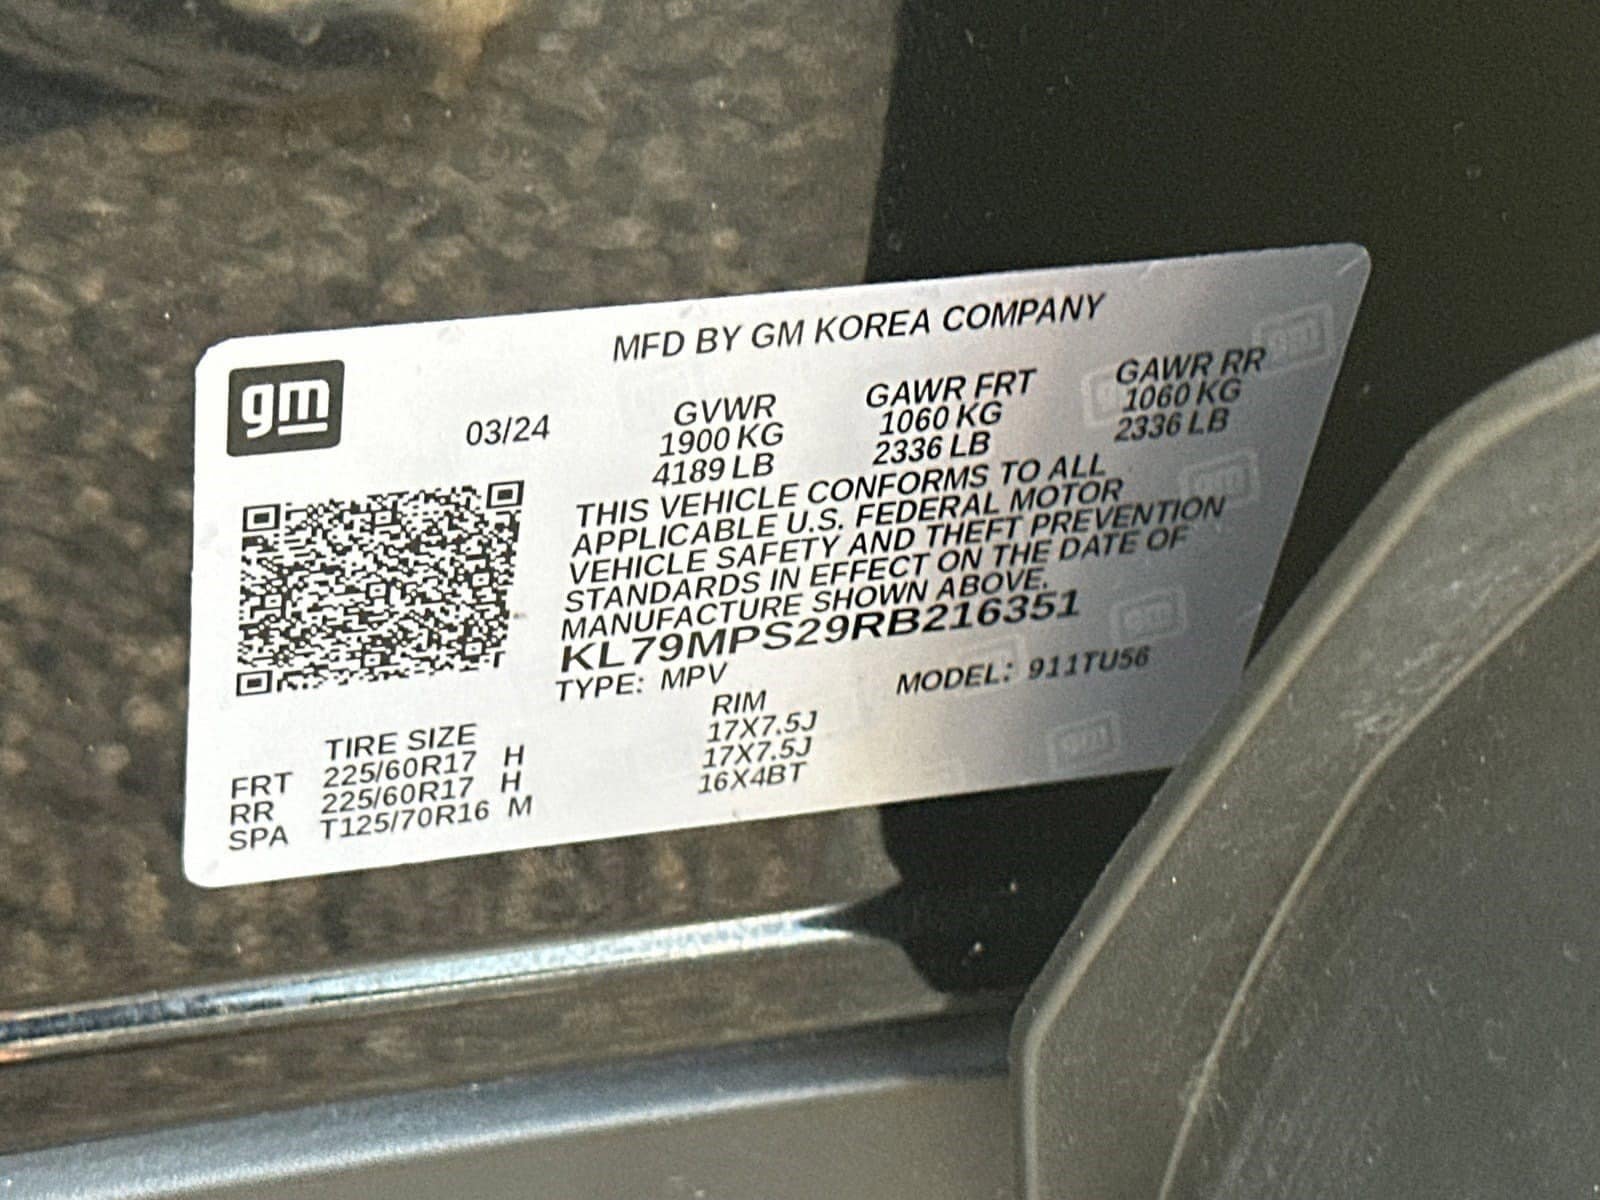 gm
MFD BY GM KOREA COMPANY
03/24
GVWR GAWR FRT GAWR RR
1900 KG 1060 KG 1060 KG
4189 LB 2336 LB 2336 LB
THIS VEHICLE CONFORMS TO ALL
APPLICABLE U.S. FEDERAL MOTOR
VEHICLE SAFETY AND THEFT PREVENTION
STANDARDS IN EFFECT ON THE DATE OF
MANUFACTURE SHOWN ABOVE.
KL79MPS29RB216351
TYPE: MPV MODEL: 911TU56
TIRE SIZE RIM
FRT 225/60R17 H 17X7.5J
RR 225/60R17 H 17X7.5J
SPA T125/70R16 M 16X4BT